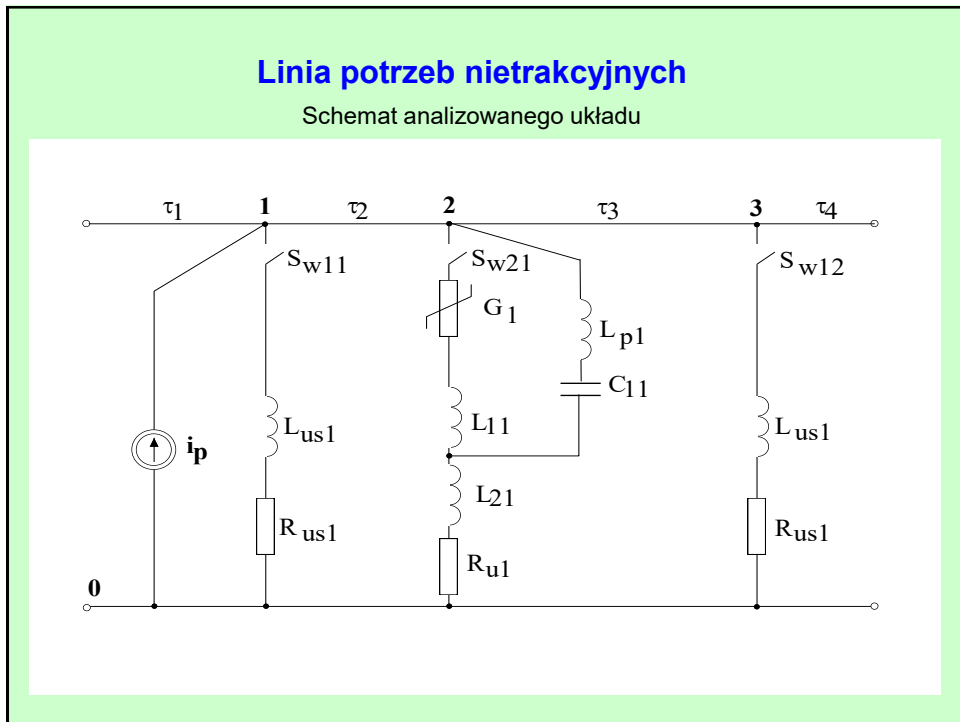 Linia potrzeb nietrakcyjnych
Schemat analizowanego układu
τ1 1 τ2 2 τ3 3 τ4
Sw11 Sw21 Sw12
G1
Lp1
C11
Lus1 L11 Lus1
ip
L21
Rus1 Ru1 Rus1
0